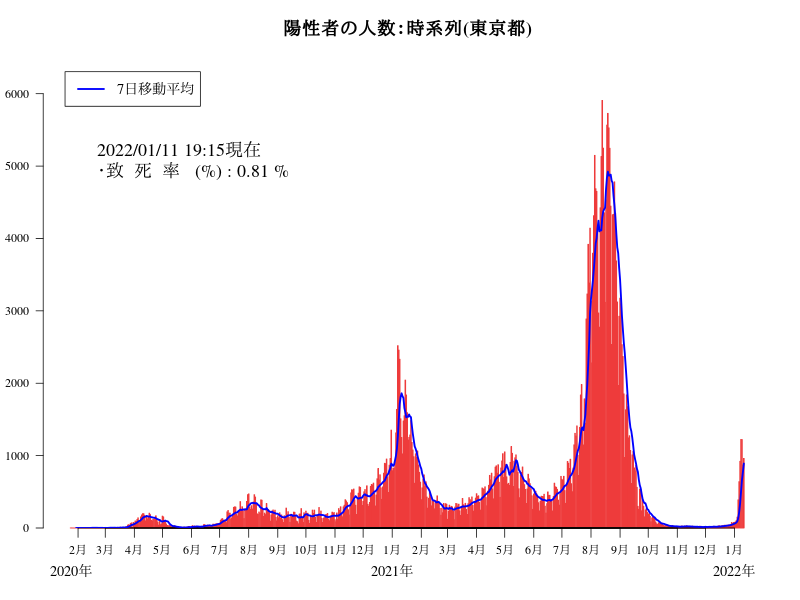 陽性者の人数:時系列(東京都)
7日移動平均
2022/01/11 19:15現在
・致 死 率 (%) : 0.81 %
6000
5000
4000
3000
2000
1000
0
2月 3月 4月 5月 6月 7月 8月 9月 10月 11月 12月 1月 2月 3月 4月 5月 6月 7月 8月 9月 10月 11月 12月 1月
2020年 2021年 2022年